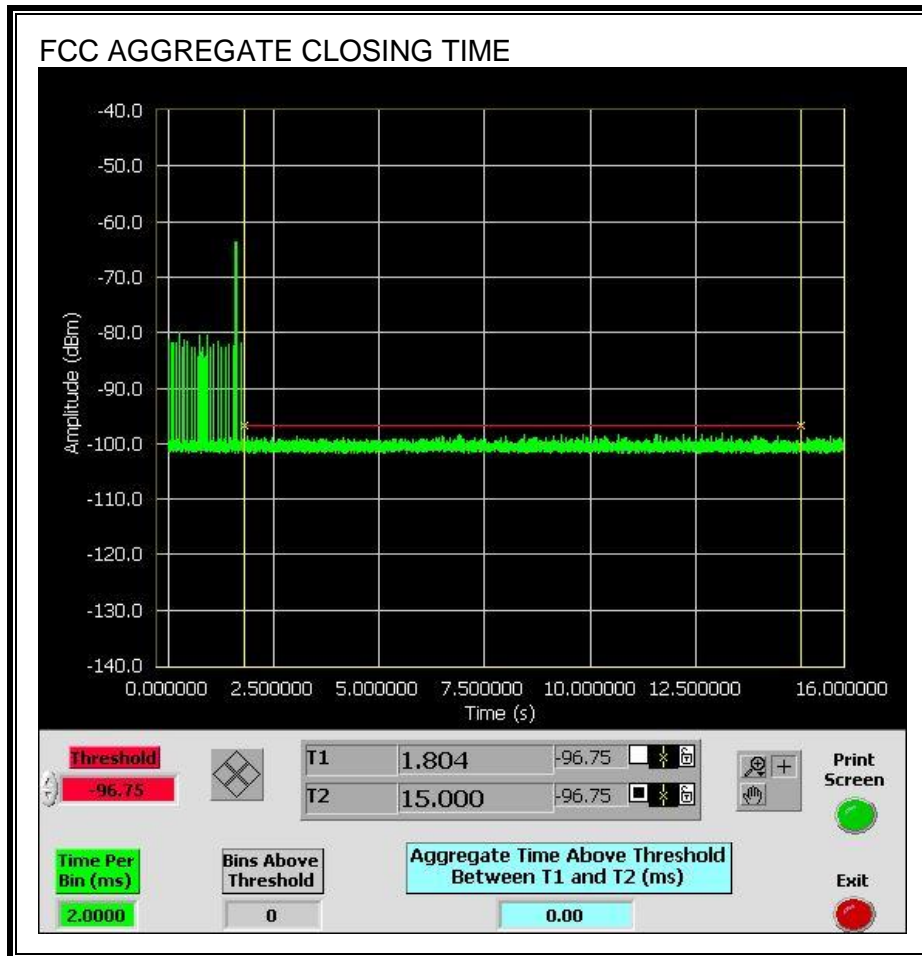 FCC AGGREGATE CLOSING TIME
-40.0
-50.0
-60.0
-70.0
-80.0
-90.0
-100.0
-110.0
-120.0
-130.0
-140.0
Amplitude (dBm)
0.000000 2.500000 5.000000 7.500000 10.000000 12.500000 16.000000
Time (s)
Threshold
-96.75
T1 1.804 -96.75
T2 15.000 -96.75
Print
Screen
Time Per
Bin (ms)
2.0000
Bins Above
Threshold
0
Aggregate Time Above Threshold
Between T1 and T2 (ms)
0.00
Exit